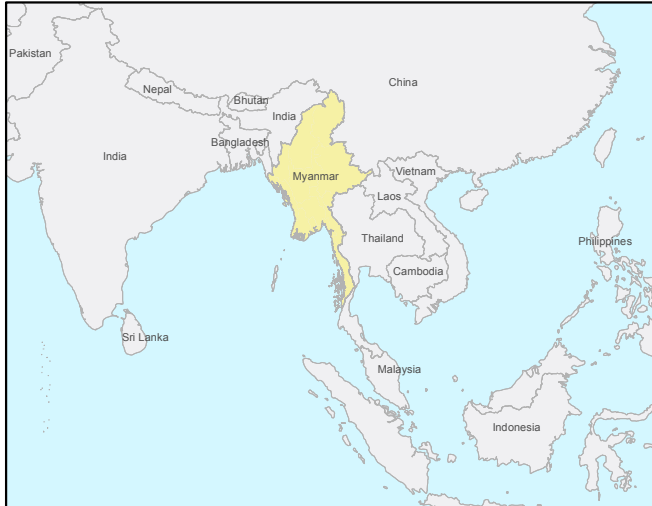 Pakistan
China
Nepal
Bhutan
India
Bangladesh
India
Vietnam
Myanmar
Laos
Thailand
Philippines
Cambodia
Sri Lanka
Malaysia
Indonesia